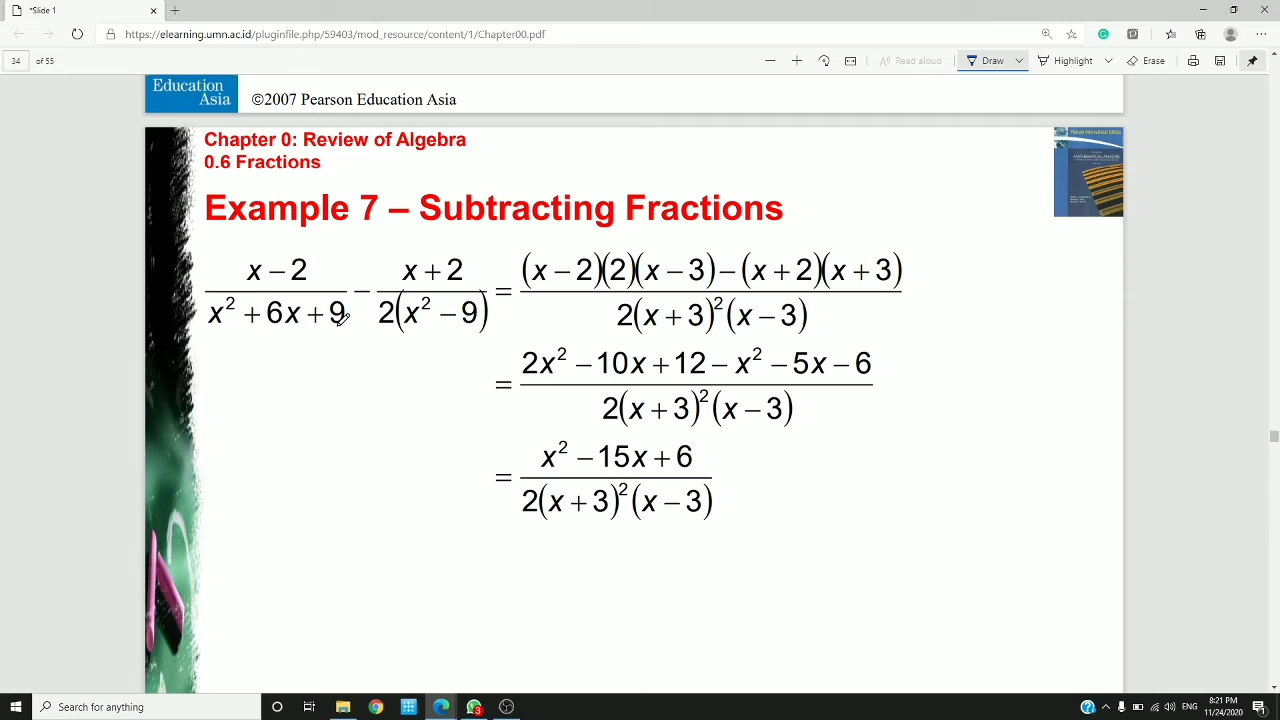 *Slide 1
https://elearning.umn.ac.id/pluginfile.php/59403/mod_resource/content/1/Chapter00.pdf
34 of 55
Read aloud Draw Highlight Erase
Education
Asia
©2007 Pearson Education Asia
Chapter 0: Review of Algebra
0.6 Fractions
Example 7 – Subtracting Fractions
(x − 2)/(x² + 6x + 9) − (x + 2)/(2(x² − 9)) = ((x − 2)(2)(x − 3) − (x + 2)(x + 3))/(2(x + 3)²(x − 3))
= (2x² − 10x + 12 − x² − 5x − 6)/(2(x + 3)²(x − 3))
= (x² − 15x + 6)/(2(x + 3)²(x − 3))
MATHEMATICAL ANALYSIS
Search for anything
3
8:21 PM
11/24/2020